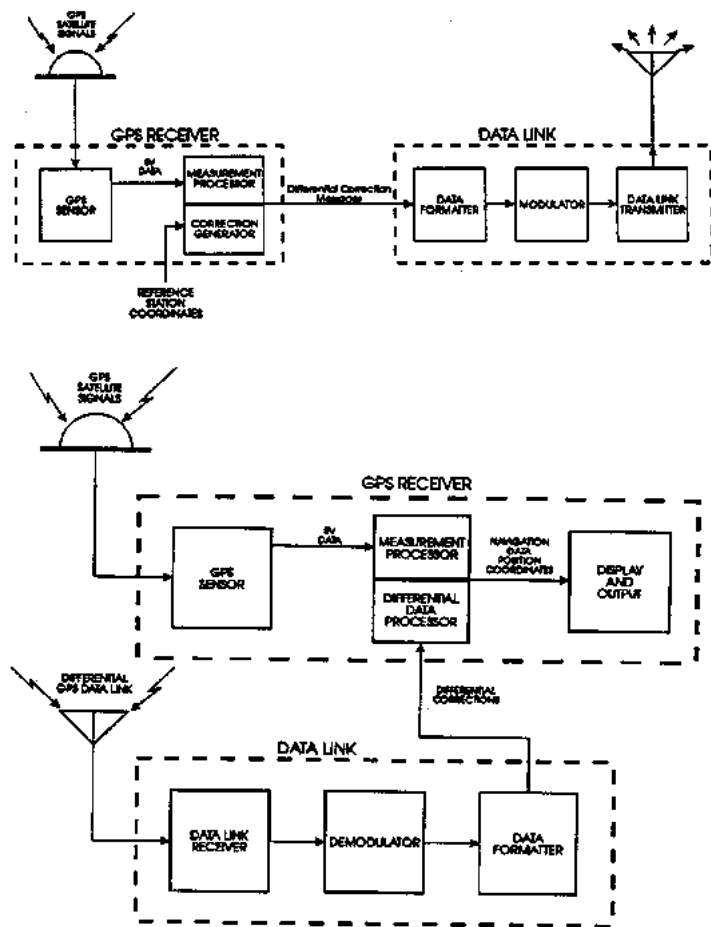 GPS
SATELLITE
SIGNALS
GPS RECEIVER
SV
DATA
GPS
SENSOR
MEASUREMENT
PROCESSOR
CORRECTION
GENERATOR
REFERENCE
STATION
COORDINATES
Differential Correction
Messages
DATA LINK
DATA
FORMATTER
MODULATOR
DATA LINK
TRANSMITTER
GPS
SATELLITE
SIGNALS
GPS RECEIVER
GPS
SENSOR
SV
DATA
MEASUREMENT
PROCESSOR
DIFFERENTIAL
DATA
PROCESSOR
NAVIGATION
DATA
POSITION
COORDINATES
DISPLAY
AND
OUTPUT
DIFFERENTIAL
GPS DATA LINK
DIFFERENTIAL
CORRECTIONS
DATA LINK
DATA LINK
RECEIVER
DEMODULATOR
DATA
FORMATTER